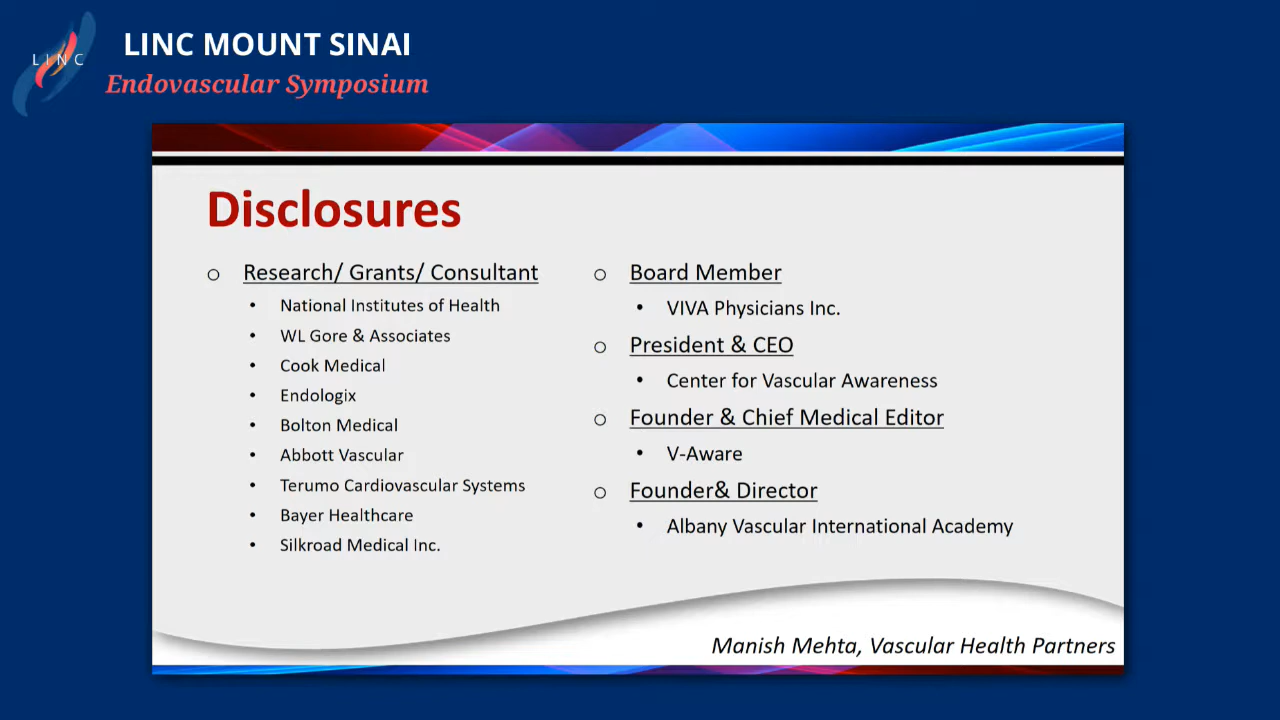 LINC
LINC MOUNT SINAI
Endovascular Symposium
Disclosures
o Research/ Grants/ Consultant
• National Institutes of Health
• WL Gore & Associates
• Cook Medical
• Endologix
• Bolton Medical
• Abbott Vascular
• Terumo Cardiovascular Systems
• Bayer Healthcare
• Silkroad Medical Inc.
o Board Member
• VIVA Physicians Inc.
o President & CEO
• Center for Vascular Awareness
o Founder & Chief Medical Editor
• V-Aware
o Founder& Director
• Albany Vascular International Academy
Manish Mehta, Vascular Health Partners